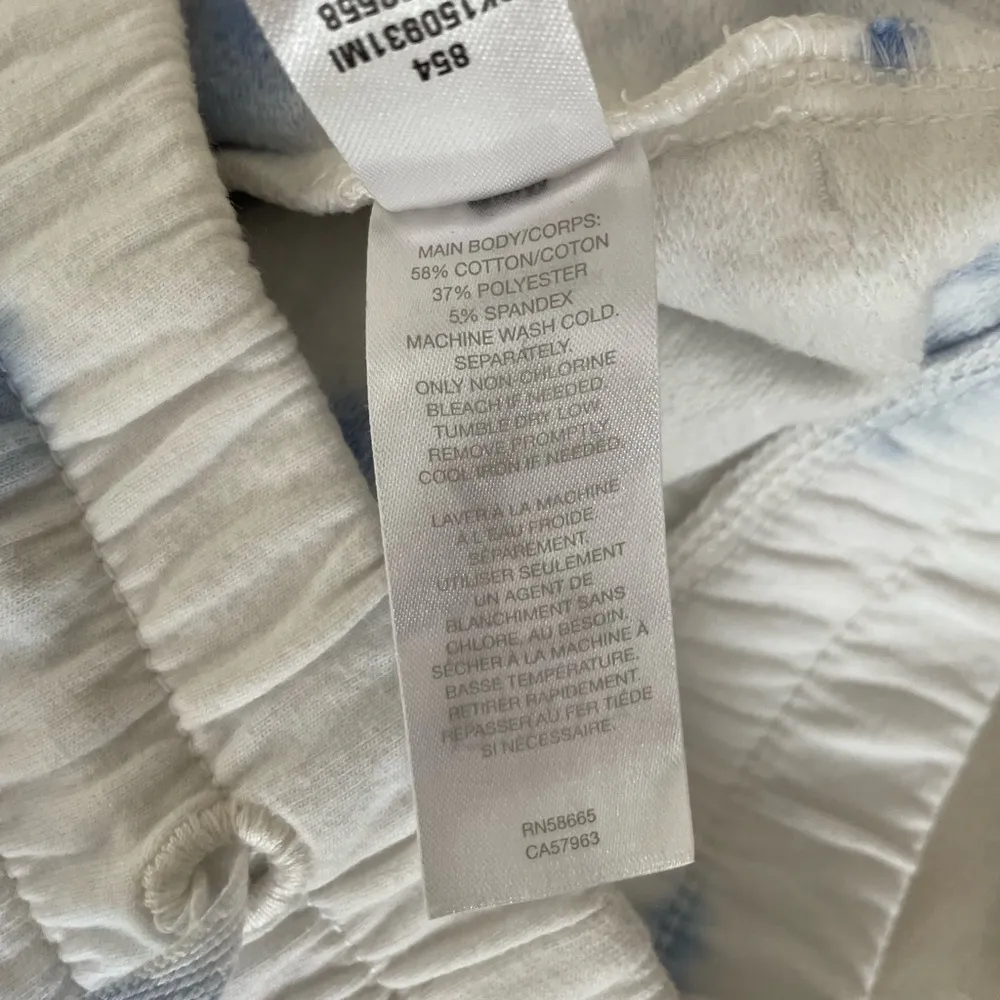 854
K150931MI
8558
MAIN BODY/CORPS:
58% COTTON/COTON
37% POLYESTER
5% SPANDEX
MACHINE WASH COLD.
SEPARATELY.
ONLY NON-CHLORINE
BLEACH IF NEEDED.
TUMBLE DRY LOW.
REMOVE PROMPTLY.
COOL IRON IF NEEDED.
LAVER À LA MACHINE
À L'EAU FROIDE
SÉPARÉMENT.
UTILISER SEULEMENT
UN AGENT DE
BLANCHIMENT SANS
CHLORE, AU BESOIN.
SÉCHER À LA MACHINE À
BASSE TEMPÉRATURE.
RETIRER RAPIDEMENT.
REPASSER AU FER TIÈDE
SI NÉCESSAIRE.
RN58665
CA57963